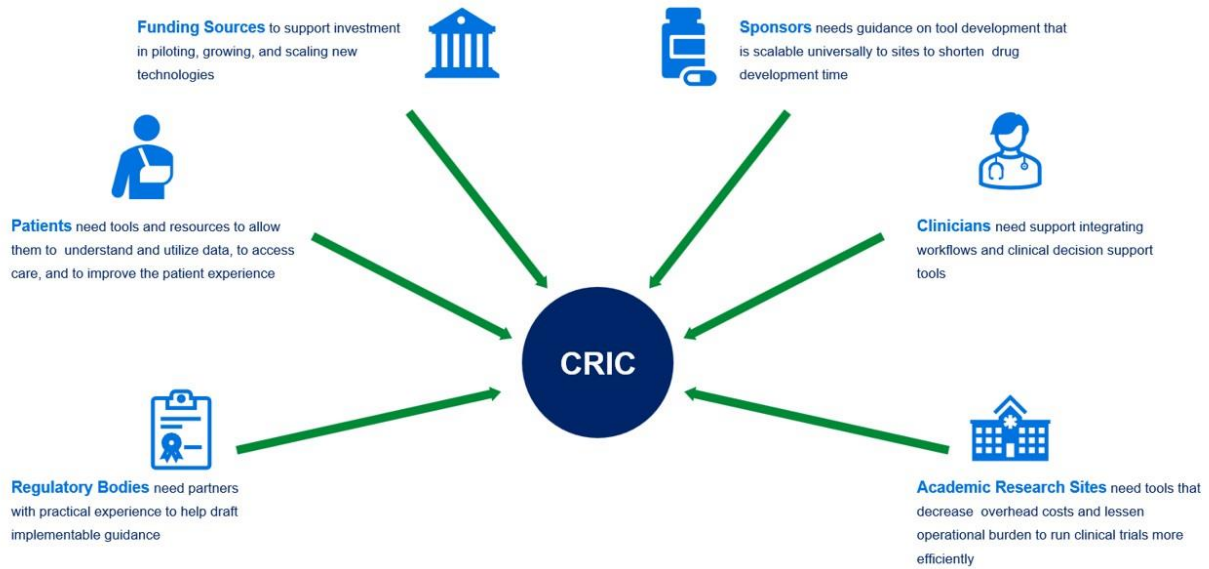 Funding Sources to support investment
in piloting, growing, and scaling new
technologies
Sponsors needs guidance on tool development that
is scalable universally to sites to shorten drug
development time
Patients need tools and resources to allow
them to understand and utilize data, to access
care, and to improve the patient experience
Clinicians need support integrating
workflows and clinical decision support
tools
CRIC
Regulatory Bodies need partners
with practical experience to help draft
implementable guidance
Academic Research Sites need tools that
decrease overhead costs and lessen
operational burden to run clinical trials more
efficiently